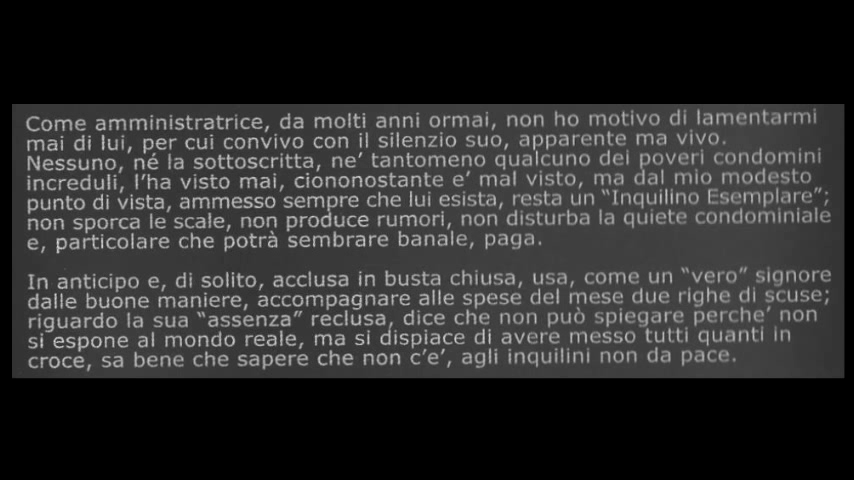 Come amministratrice, da molti anni ormai, non ho motivo di lamentarmi
mai di lui, per cui convivo con il silenzio suo, apparente ma vivo.
Nessuno, né la sottoscritta, ne' tantomeno qualcuno dei poveri condomini
increduli, l'ha visto mai, ciononostante e' mal visto, ma dal mio modesto
punto di vista, ammesso sempre che lui esista, resta un "Inquilino Esemplare";
non sporca le scale, non produce rumori, non disturba la quiete condominiale
e, particolare che potrà sembrare banale, paga.
In anticipo e, di solito, acclusa in busta chiusa, usa, come un "vero" signore
dalle buone maniere, accompagnare alle spese del mese due righe di scuse;
riguardo la sua "assenza" reclusa, dice che non può spiegare perche' non
si espone al mondo reale, ma si dispiace di avere messo tutti quanti in
croce, sa bene che sapere che non c'e', agli inquilini non da pace.